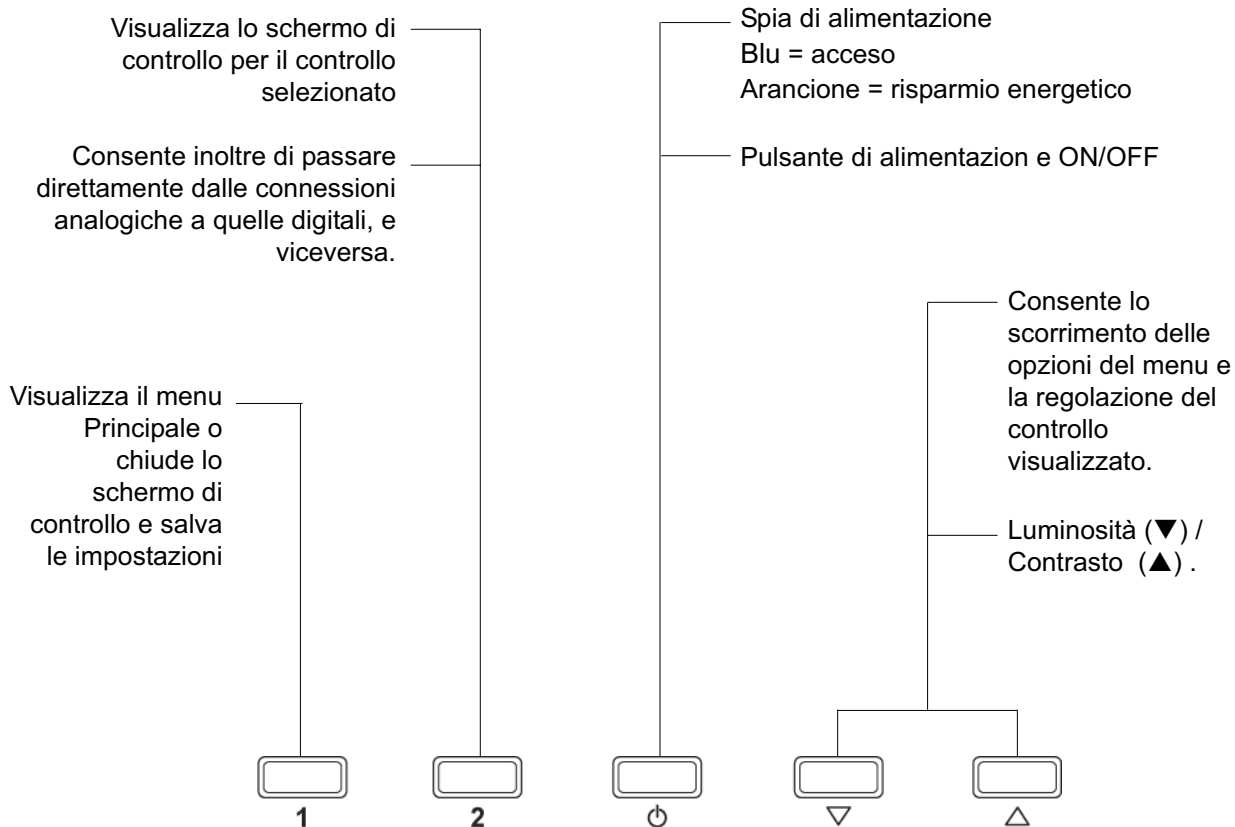 Visualizza lo schermo di
controllo per il controllo
selezionato
Consente inoltre di passare
direttamente dalle connessioni
analogiche a quelle digitali, e
viceversa.
Spia di alimentazione
Blu = acceso
Arancione = risparmio energetico
Pulsante di alimentazion e ON/OFF
Visualizza il menu
Principale o
chiude lo
schermo di
controllo e salva
le impostazioni
Consente lo
scorrimento delle
opzioni del menu e
la regolazione del
controllo
visualizzato.
Luminosità (▼) /
Contrasto (▲) .
1
2
⏻
▽
△